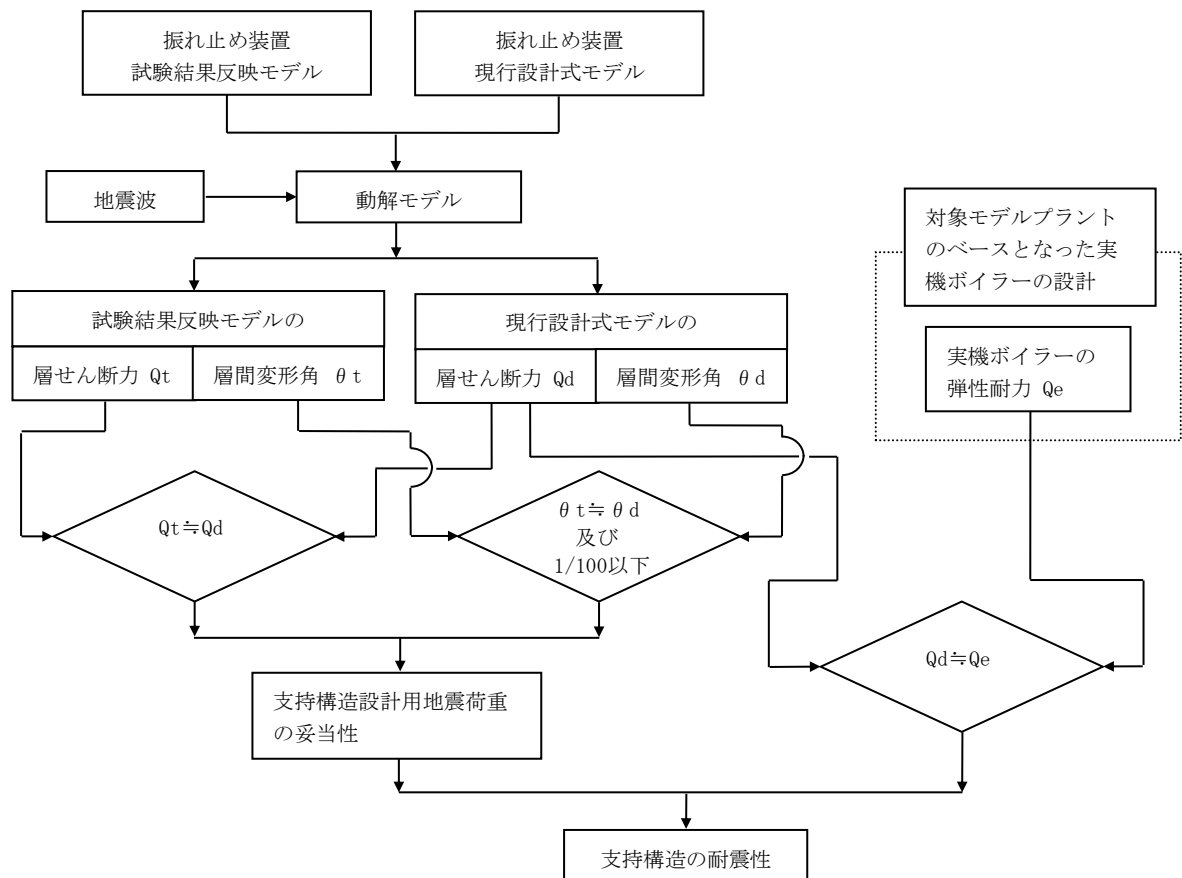 振れ止め装置
試験結果反映モデル
振れ止め装置
現行設計式モデル
地震波
動解モデル
対象モデルプラント
のベースとなった実
機ボイラーの設計
試験結果反映モデルの
現行設計式モデルの
層せん断力 Qt
層間変形角 θt
層せん断力 Qd
層間変形角 θd
実機ボイラーの
弾性耐力 Qe
Qt≒Qd
θt≒θd
及び
1/100以下
Qd≒Qe
支持構造設計用地震荷重
の妥当性
支持構造の耐震性